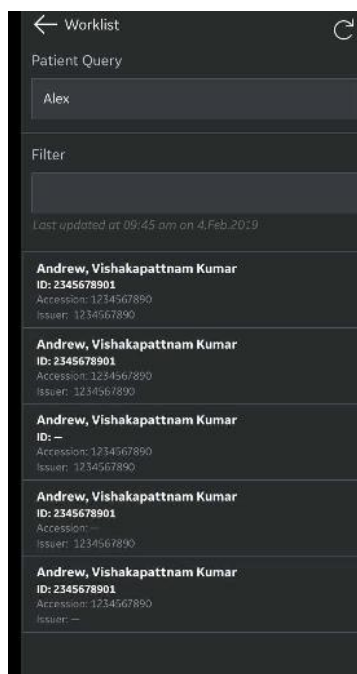 Worklist
Patient Query
Alex
Filter
Last updated at 09:45 am on 4.Feb.2019
Andrew, Vishakapattnam Kumar
ID: 2345678901
Accession: 1234567890
Issuer: 1234567890
Andrew, Vishakapattnam Kumar
ID: 2345678901
Accession: 1234567890
Issuer: 1234567890
Andrew, Vishakapattnam Kumar
ID: —
Accession: 1234567890
Issuer: 1234567890
Andrew, Vishakapattnam Kumar
ID: 2345678901
Accession: —
Issuer: 1234567890
Andrew, Vishakapattnam Kumar
ID: 2345678901
Accession: 1234567890
Issuer: —